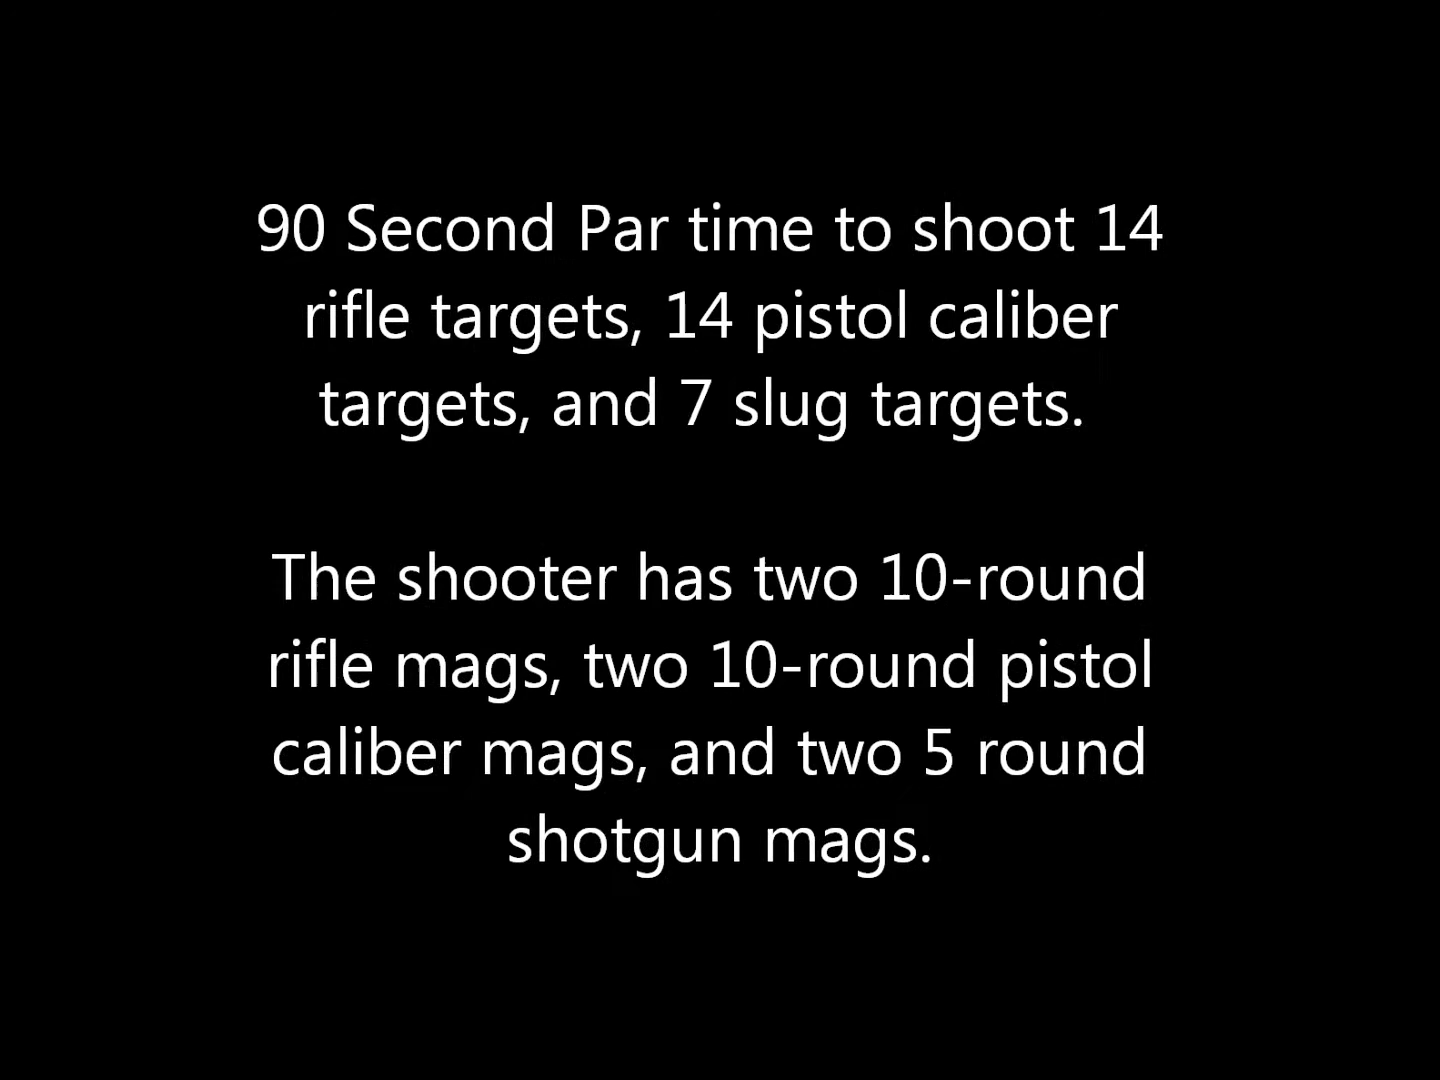 90 Second Par time to shoot 14
rifle targets, 14 pistol caliber
targets, and 7 slug targets.
The shooter has two 10-round
rifle mags, two 10-round pistol
caliber mags, and two 5 round
shotgun mags.